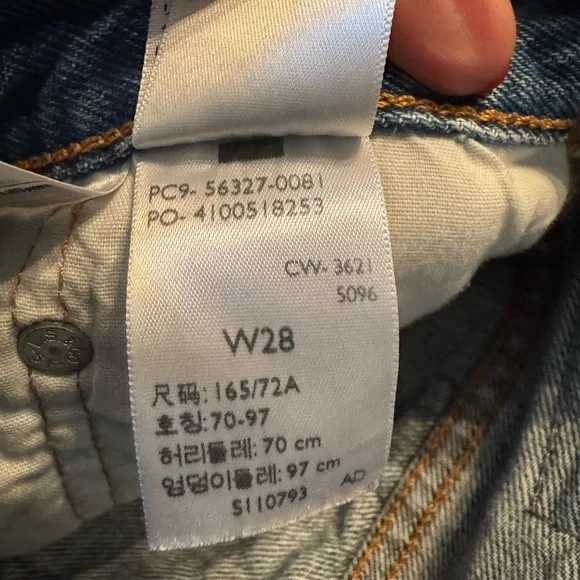 PC9- 56327-0081
PO- 4100518253
CW- 3621
5096
W28
尺码: 165/72A
호칭: 70-97
허리둘레: 70 cm
엉덩이둘레: 97 cm
5110793 AD